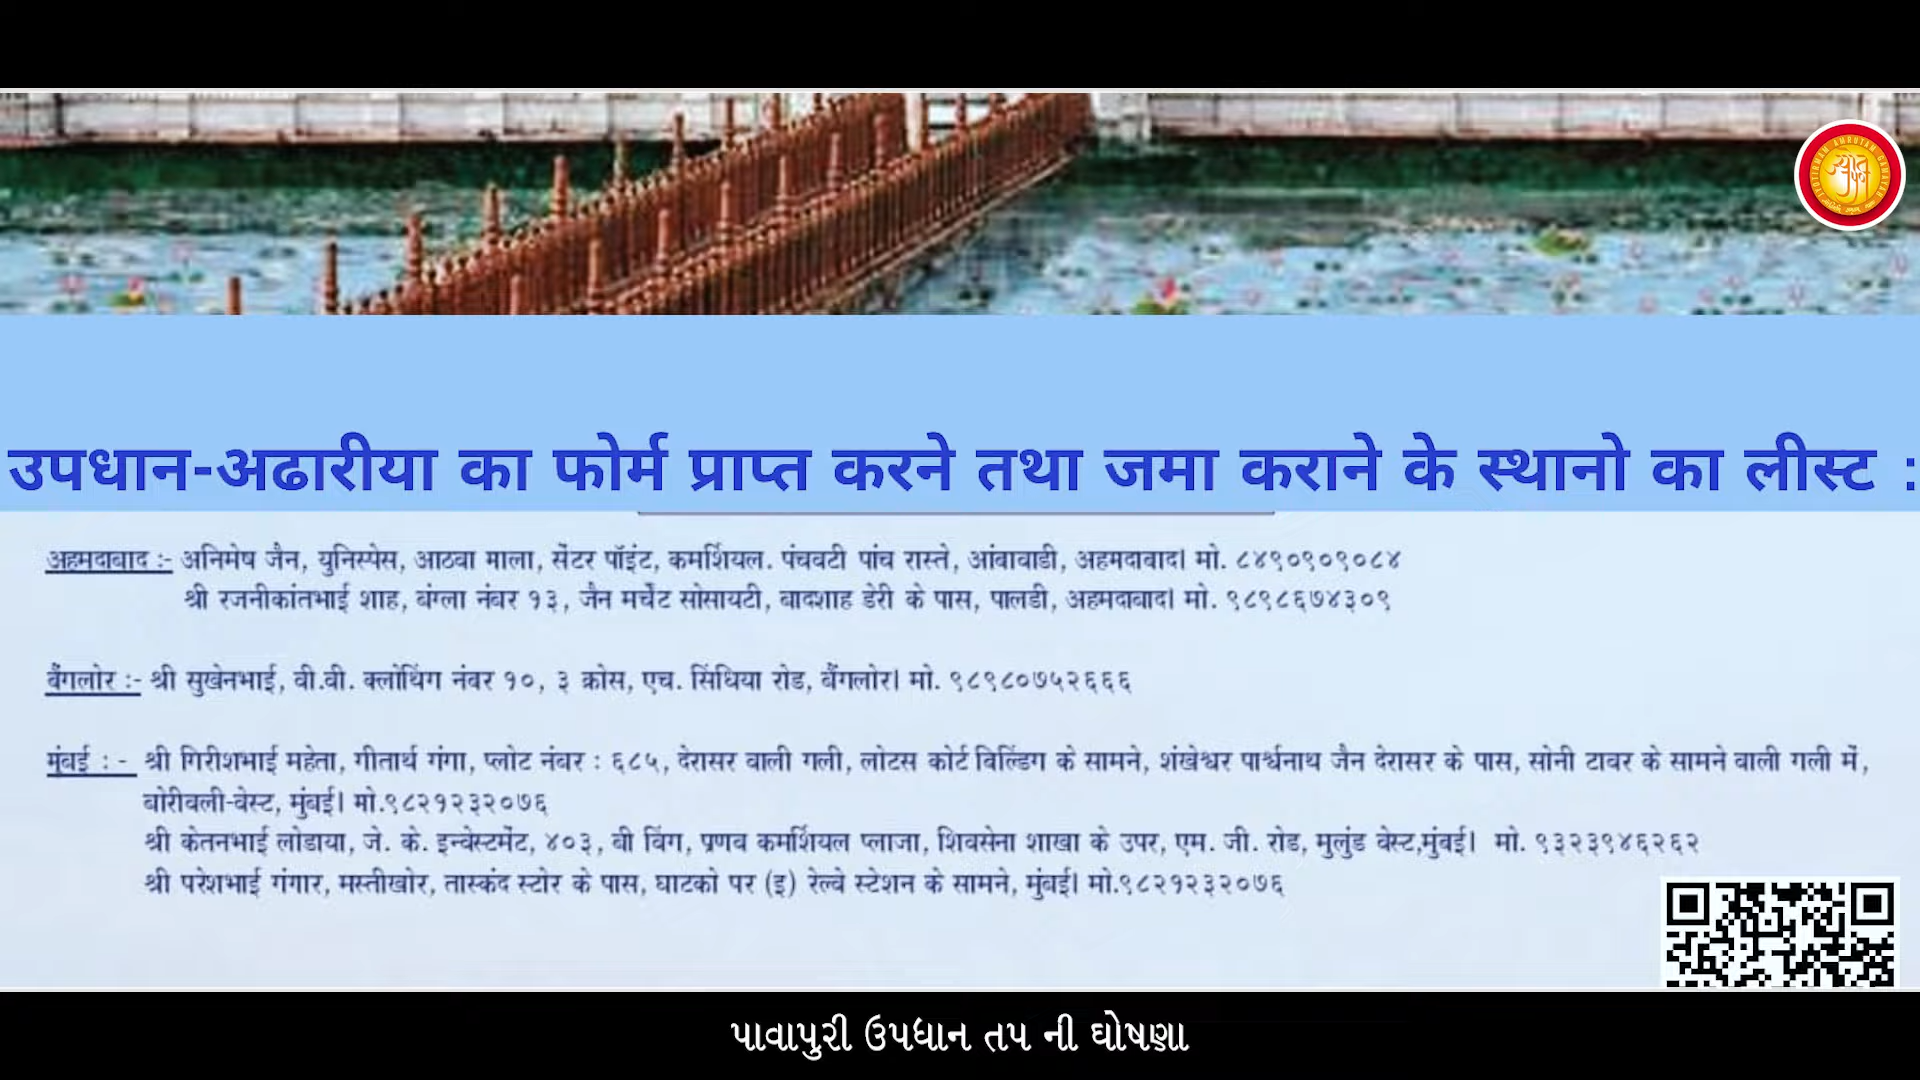 उपधान-अढारीया का फोर्म प्राप्त करने तथा जमा कराने के स्थानो का लीस्ट :
अहमदाबाद :- अनिमेष जैन, युनिस्पेस, आठवा माला, सेंटर पॉइंट, कमर्शियल. पंचवटी पांच रास्ते, आंबावाडी, अहमदाबाद। मो. ८४९०९०९०८४
श्री रजनीकांतभाई शाह, बंग्ला नंबर १३, जैन मर्चेंट सोसायटी, बादशाह डेरी के पास, पालडी, अहमदाबाद। मो. ९८९८६७४३०९
बैंगलोर :- श्री सुखेनभाई, वी.वी. क्लोथिंग नंबर १०, ३ क्रोस, एच. सिंधिया रोड, बैंगलोर। मो. ९८९८०७५२६६६
मुंबई : - श्री गिरीशभाई महेता, गीतार्थ गंगा, प्लोट नंबर : ६८५, देरासर वाली गली, लोटस कोर्ट बिल्डिंग के सामने, शंखेश्वर पार्श्वनाथ जैन देरासर के पास, सोनी टावर के सामने वाली गली में,
बोरीवली-वेस्ट, मुंबई। मो.९८२१२३२०७६
श्री केतनभाई लोडाया, जे. के. इन्वेस्टमेंट, ४०३, बी विंग, प्रणव कमर्शियल प्लाजा, शिवसेना शाखा के उपर, एम. जी. रोड, मुलुंड वेस्ट,मुंबई। मो. ९३२३९४६२६२
श्री परेशभाई गंगार, मस्तीखोर, तास्कंद स्टोर के पास, घाटको पर (इ) रेल्वे स्टेशन के सामने, मुंबई। मो.९८२१२३२०७६
પાવાપુરી ઉપધાન તપ ની ઘોષણા